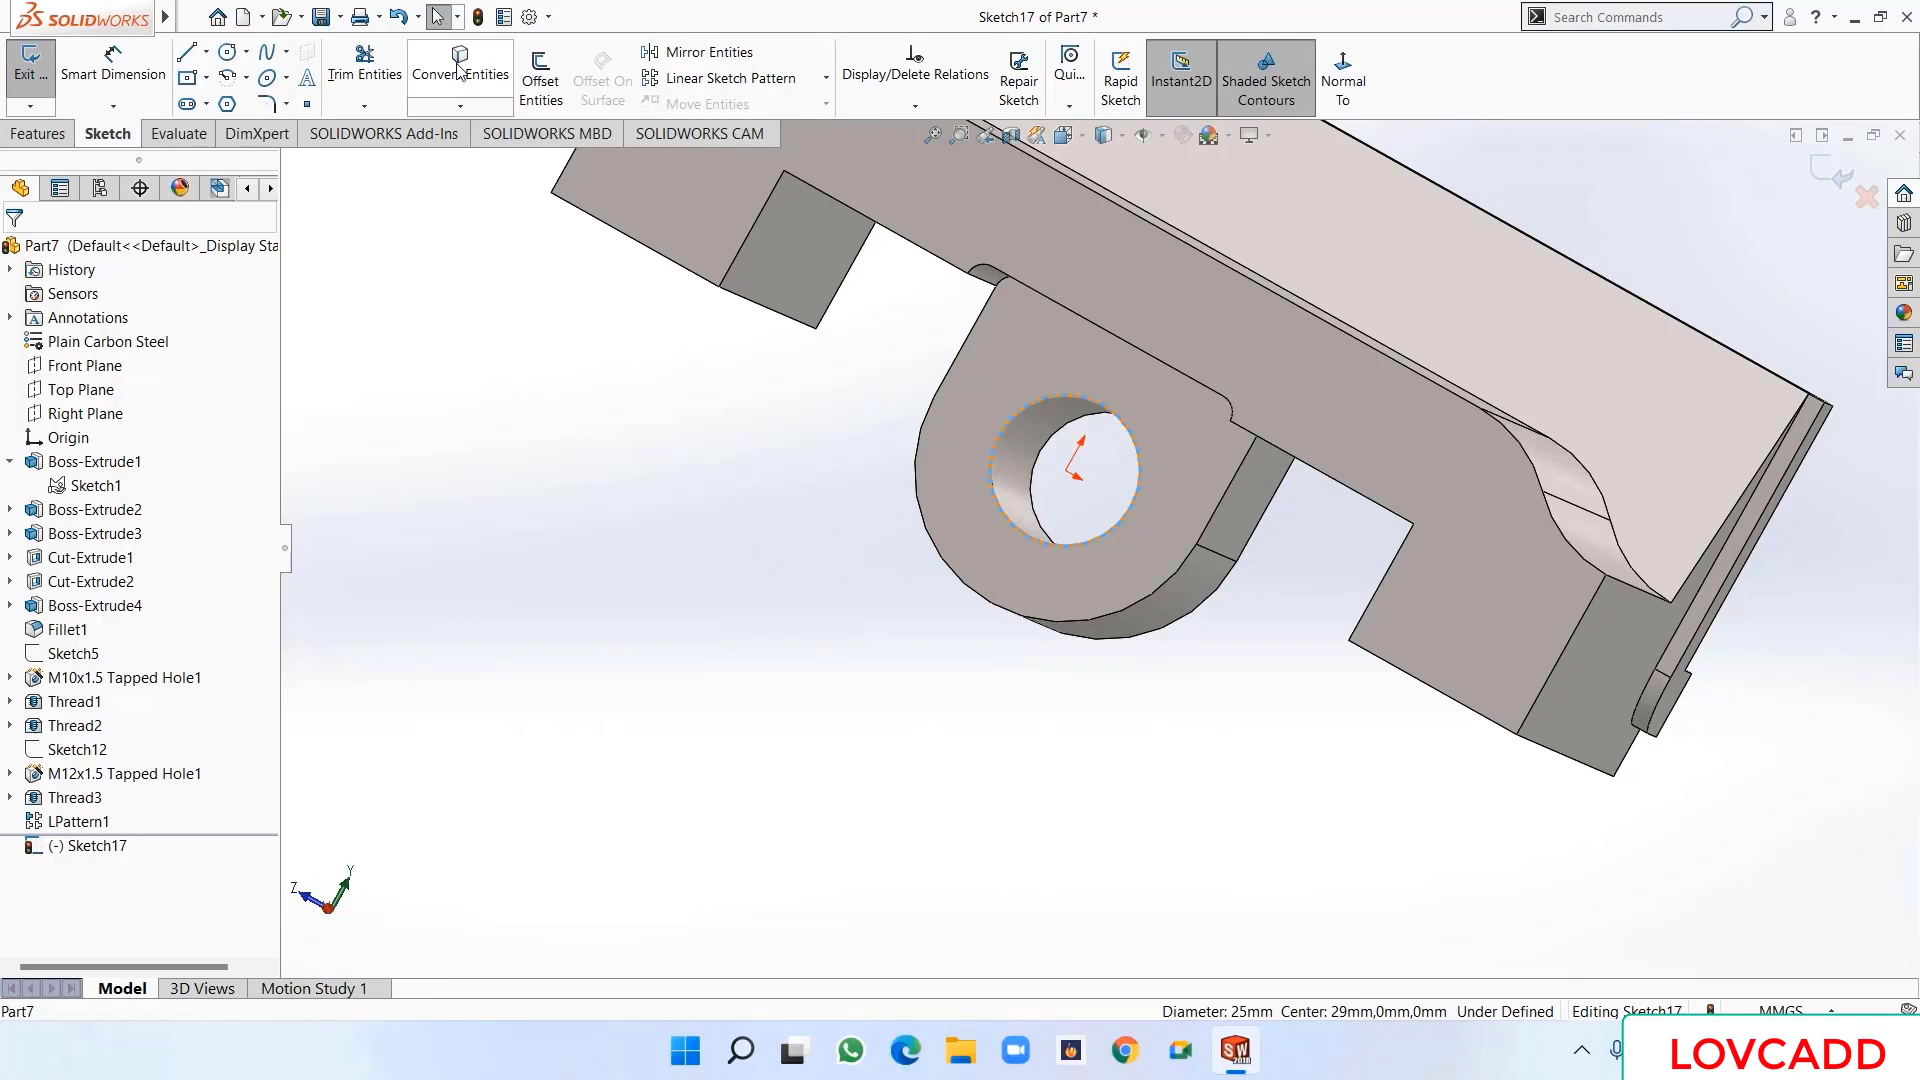 SOLIDWORKS
Sketch17 of Part7 *
Search Commands
Exit ...
Smart Dimension
Trim Entities
Convert Entities
Offset
Entities
Offset On
Surface
Mirror Entities
Linear Sketch Pattern
Move Entities
Display/Delete Relations
Repair
Sketch
Qui...
Rapid
Sketch
Instant2D
Shaded Sketch
Contours
Normal
To
Features
Sketch
Evaluate
DimXpert
SOLIDWORKS Add-Ins
SOLIDWORKS MBD
SOLIDWORKS CAM
Part7 (Default<<Default>_Display Sta
History
Sensors
Annotations
Plain Carbon Steel
Front Plane
Top Plane
Right Plane
Origin
Boss-Extrude1
Sketch1
Boss-Extrude2
Boss-Extrude3
Cut-Extrude1
Cut-Extrude2
Boss-Extrude4
Fillet1
Sketch5
M10x1.5 Tapped Hole1
Thread1
Thread2
Sketch12
M12x1.5 Tapped Hole1
Thread3
LPattern1
(-) Sketch17
Y
Z
Model
3D Views
Motion Study 1
Part7
Diameter: 25mm Center: 29mm,0mm,0mm
Under Defined
Editing Sketch17
MMGS
LOVCADD